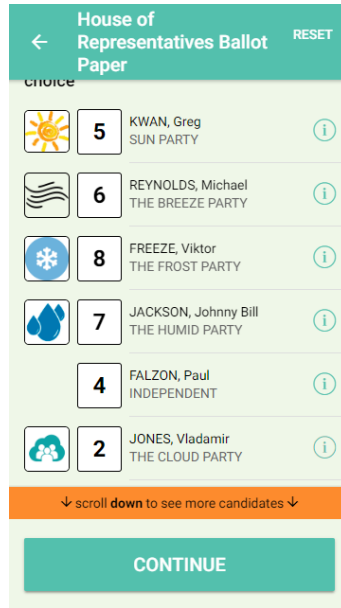 House of
Representatives Ballot
Paper
RESET
choice
5
KWAN, Greg
SUN PARTY
i
6
REYNOLDS, Michael
THE BREEZE PARTY
i
8
FREEZE, Viktor
THE FROST PARTY
i
7
JACKSON, Johnny Bill
THE HUMID PARTY
i
4
FALZON, Paul
INDEPENDENT
i
2
JONES, Vladamir
THE CLOUD PARTY
i
↓ scroll down to see more candidates ↓
CONTINUE